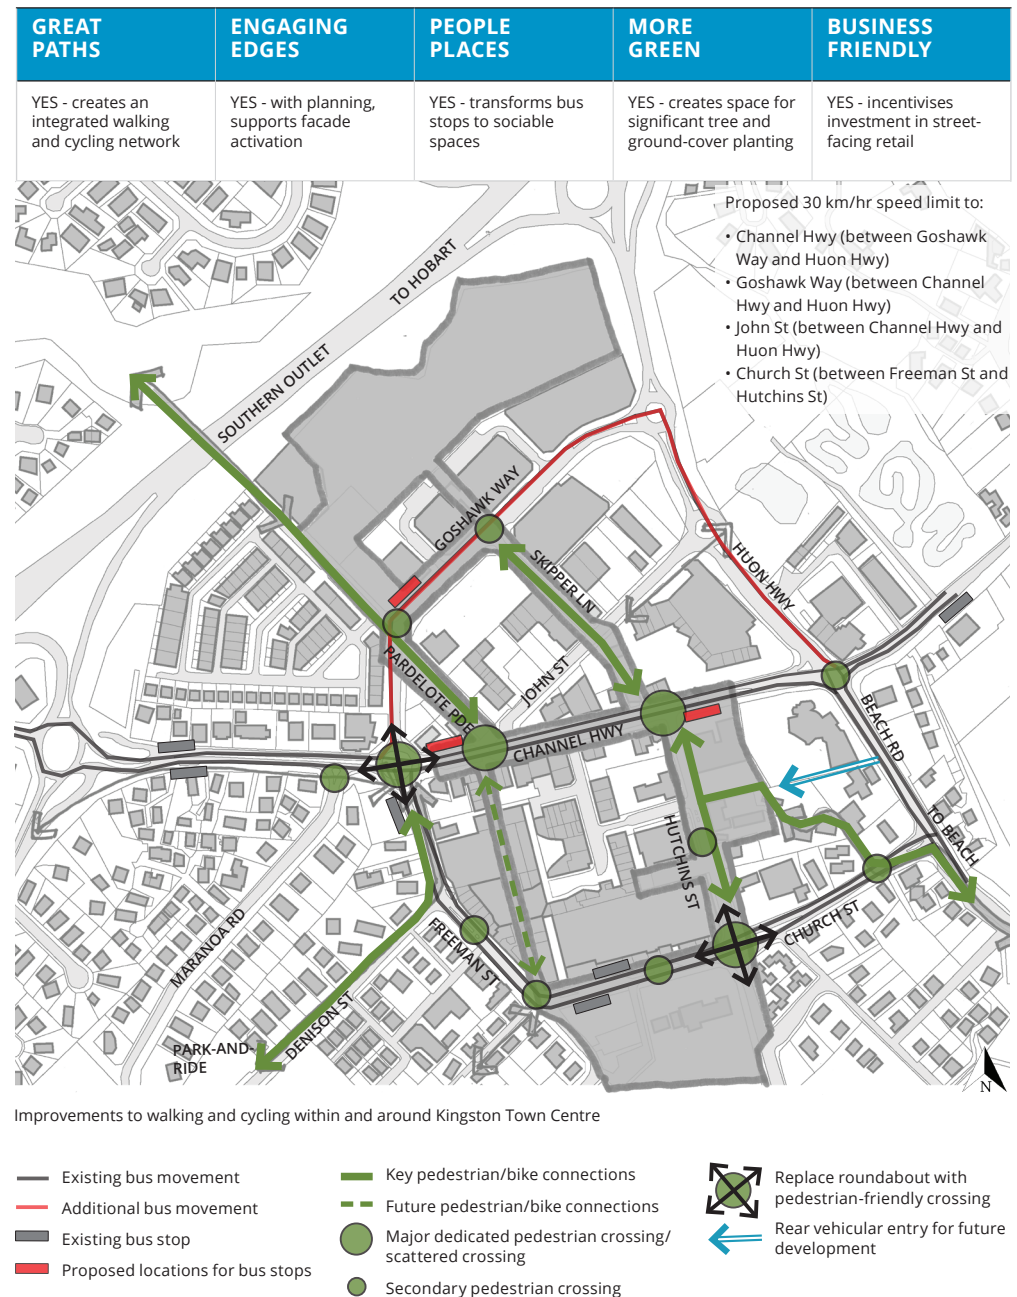 GREAT
PATHS
ENGAGING
EDGES
PEOPLE
PLACES
MORE
GREEN
BUSINESS
FRIENDLY
YES - creates an
integrated walking
and cycling network
YES - with planning,
supports facade
activation
YES - transforms bus
stops to sociable
spaces
YES - creates space for
significant tree and
ground-cover planting
YES - incentivises
investment in street-
facing retail
Proposed 30 km/hr speed limit to:
• Channel Hwy (between Goshawk
Way and Huon Hwy)
• Goshawk Way (between Channel
Hwy and Huon Hwy)
• John St (between Channel Hwy and
Huon Hwy)
• Church St (between Freeman St and
Hutchins St)
TO HOBART
SOUTHERN OUTLET
GOSHAWK WAY
SKIPPER LN
HUON HWY
PARDELOTE PDE
JOHN ST
CHANNEL HWY
BEACH RD
TO BEACH
HUTCHINS ST
CHURCH ST
FREEMAN ST
MARANOA RD
DENISON ST
PARK-AND-
RIDE
N
Improvements to walking and cycling within and around Kingston Town Centre
Existing bus movement
Additional bus movement
Existing bus stop
Proposed locations for bus stops
Key pedestrian/bike connections
Future pedestrian/bike connections
Major dedicated pedestrian crossing/
scattered crossing
Secondary pedestrian crossing
Replace roundabout with
pedestrian-friendly crossing
Rear vehicular entry for future
development